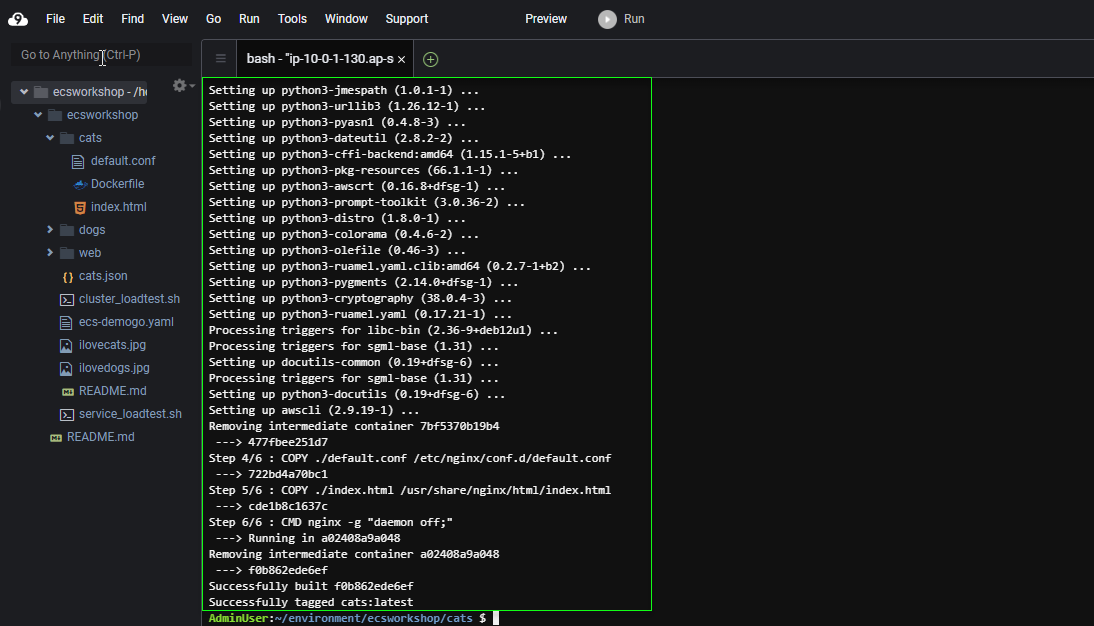 File Edit Find View Go Run Tools Window Support Preview Run
Go to Anything (Ctrl-P)
bash - "ip-10-0-1-130.ap-s ×
ecsworkshop - /h
ecsworkshop
cats
default.conf
Dockerfile
index.html
dogs
web
cats.json
cluster_loadtest.sh
ecs-demogo.yaml
ilovecats.jpg
ilovedogs.jpg
README.md
service_loadtest.sh
README.md
Setting up python3-jmespath (1.0.1-1) ...
Setting up python3-urllib3 (1.26.12-1) ...
Setting up python3-pyasn1 (0.4.8-3) ...
Setting up python3-dateutil (2.8.2-2) ...
Setting up python3-cffi-backend:amd64 (1.15.1-5+b1) ...
Setting up python3-pkg-resources (66.1.1-1) ...
Setting up python3-awscrt (0.16.8+dfsg-1) ...
Setting up python3-prompt-toolkit (3.0.36-2) ...
Setting up python3-distro (1.8.0-1) ...
Setting up python3-colorama (0.4.6-2) ...
Setting up python3-olefile (0.46-3) ...
Setting up python3-ruamel.yaml.clib:amd64 (0.2.7-1+b2) ...
Setting up python3-pygments (2.14.0+dfsg-1) ...
Setting up python3-cryptography (38.0.4-3) ...
Setting up python3-ruamel.yaml (0.17.21-1) ...
Processing triggers for libc-bin (2.36-9+deb12u1) ...
Processing triggers for sgml-base (1.31) ...
Setting up docutils-common (0.19+dfsg-6) ...
Processing triggers for sgml-base (1.31) ...
Setting up python3-docutils (0.19+dfsg-6) ...
Setting up awscli (2.9.19-1) ...
Removing intermediate container 7bf5370b19b4
---> 477fbee251d7
Step 4/6 : COPY ./default.conf /etc/nginx/conf.d/default.conf
---> 722bd4a70bc1
Step 5/6 : COPY ./index.html /usr/share/nginx/html/index.html
---> cde1b8c1637c
Step 6/6 : CMD nginx -g "daemon off;"
---> Running in a02408a9a048
Removing intermediate container a02408a9a048
---> f0b862ede6ef
Successfully built f0b862ede6ef
Successfully tagged cats:latest
AdminUser:~/environment/ecsworkshop/cats $